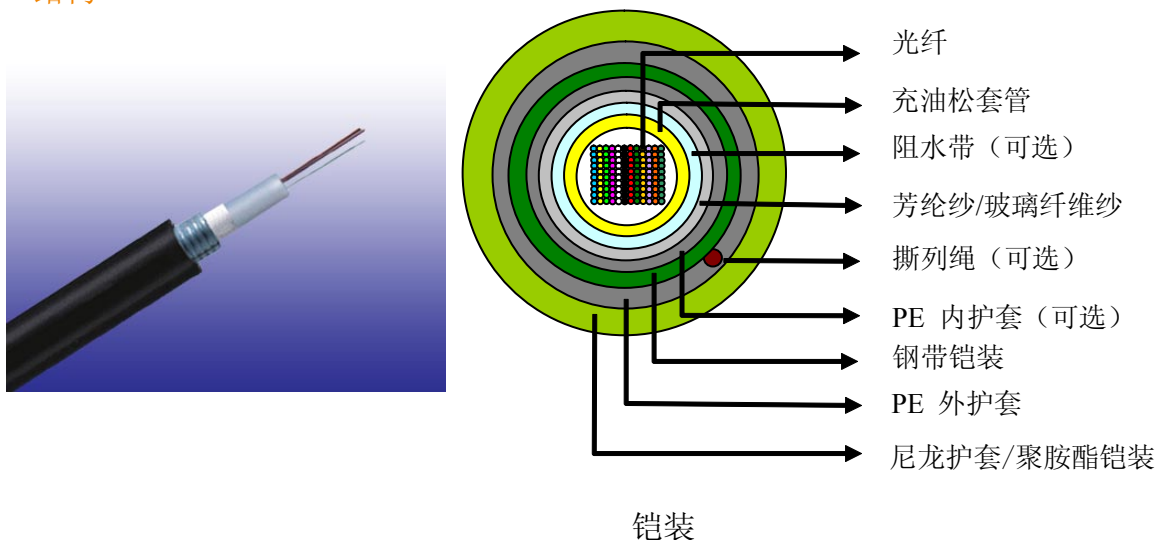 光纤
充油松套管
阻水带（可选）
芳纶纱/玻璃纤维纱
撕列绳（可选）
PE 内护套（可选）
钢带铠装
PE 外护套
尼龙护套/聚胺酯铠装
铠装